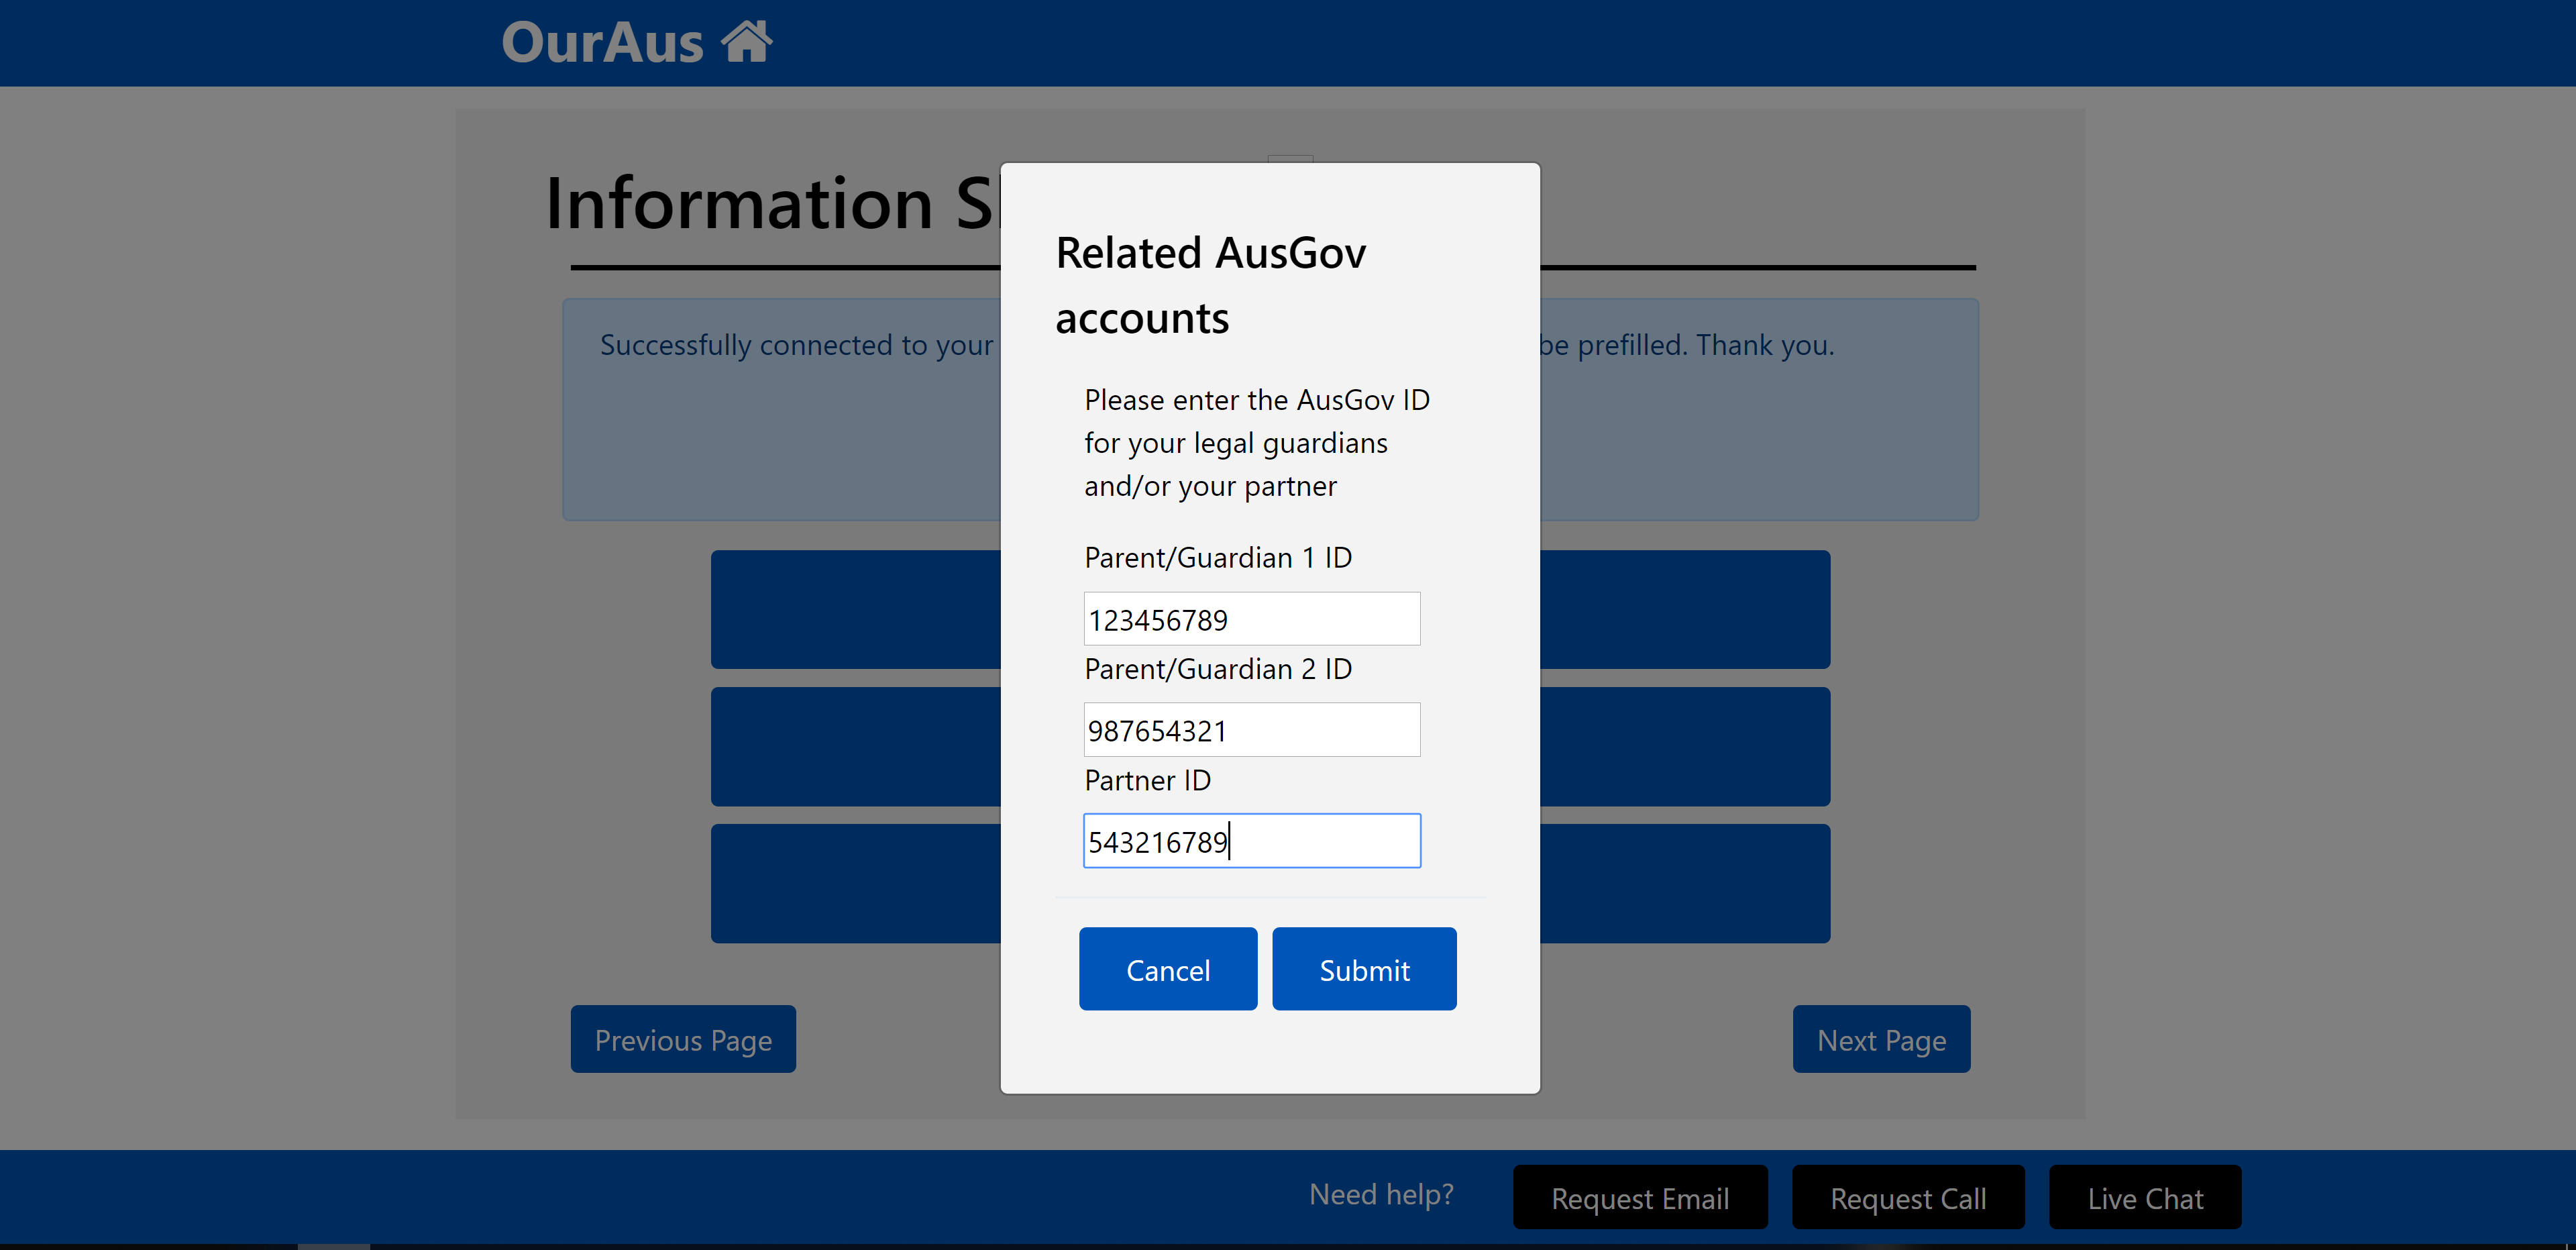 OurAus
Information
Related AusGov
accounts
Successfully connected to your
be prefilled. Thank you.
Please enter the AusGov ID
for your legal guardians
and/or your partner
Parent/Guardian 1 ID
123456789
Parent/Guardian 2 ID
987654321
Partner ID
543216789
Cancel
Submit
Previous Page
Next Page
Need help?
Request Email
Request Call
Live Chat